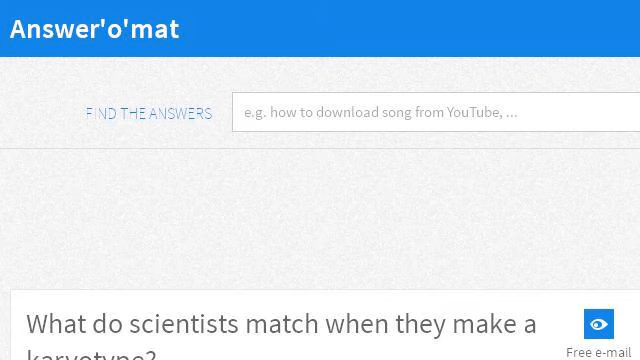 Answer'o'mat
FIND THE ANSWERS
e.g. how to download song from YouTube, ...
What do scientists match when they make a
karyotype?
Free e-mail